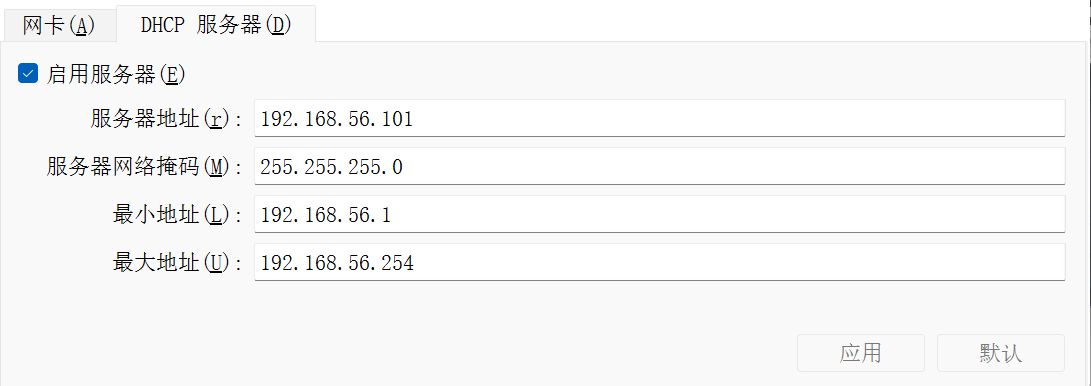 网卡(A) DHCP 服务器(D)
启用服务器(E)
服务器地址(r): 192.168.56.101
服务器网络掩码(M): 255.255.255.0
最小地址(L): 192.168.56.1
最大地址(U): 192.168.56.254
应用 默认